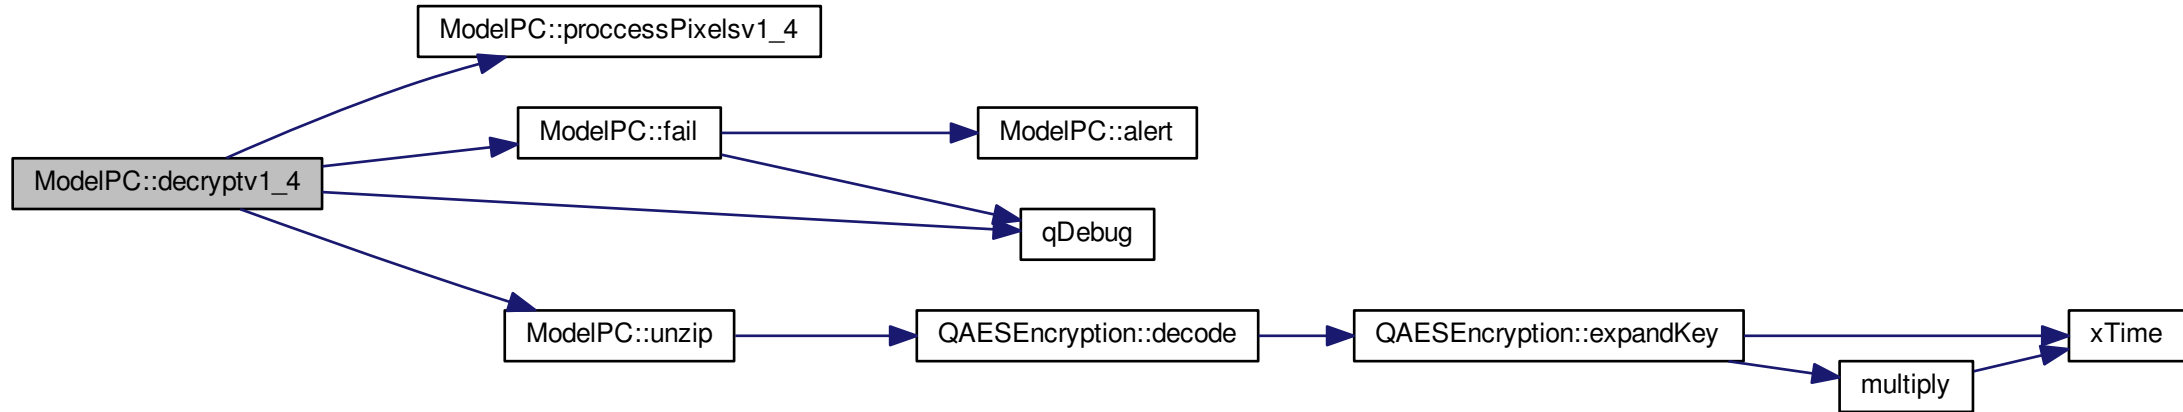 ModelPC::proccessPixelsv1_4
ModelPC::fail
ModelPC::alert
ModelPC::decryptv1_4
qDebug
ModelPC::unzip
QAESEncryption::decode
QAESEncryption::expandKey
xTime
multiply